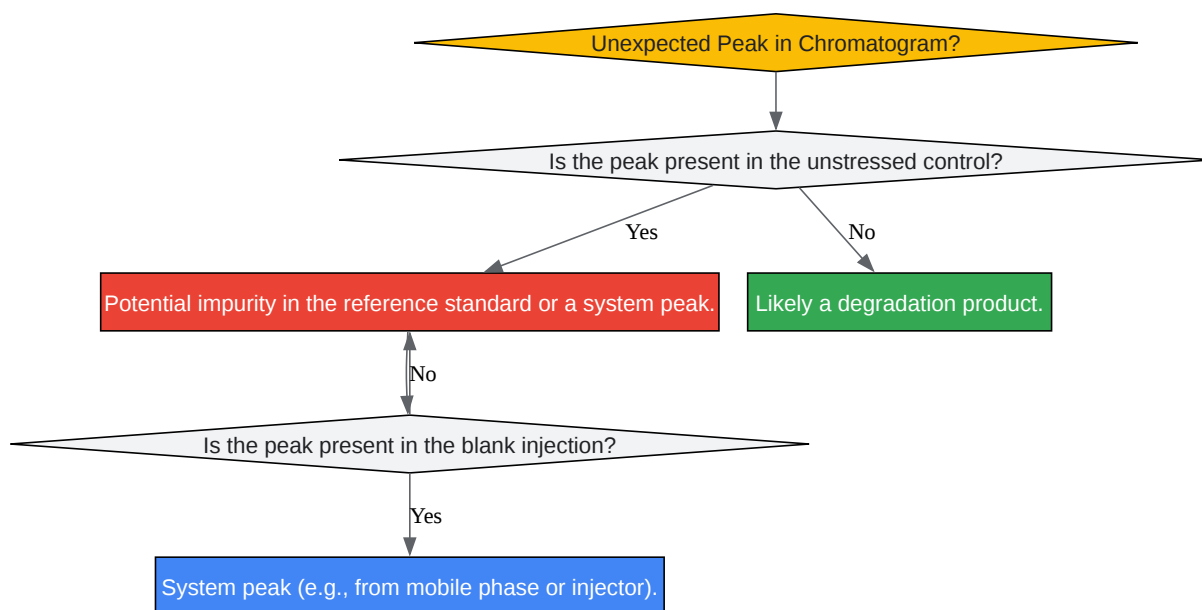 Unexpected Peak in Chromatogram?
Is the peak present in the unstressed control?
Yes
No
Potential impurity in the reference standard or a system peak.
Likely a degradation product.
No
Is the peak present in the blank injection?
Yes
System peak (e.g., from mobile phase or injector).